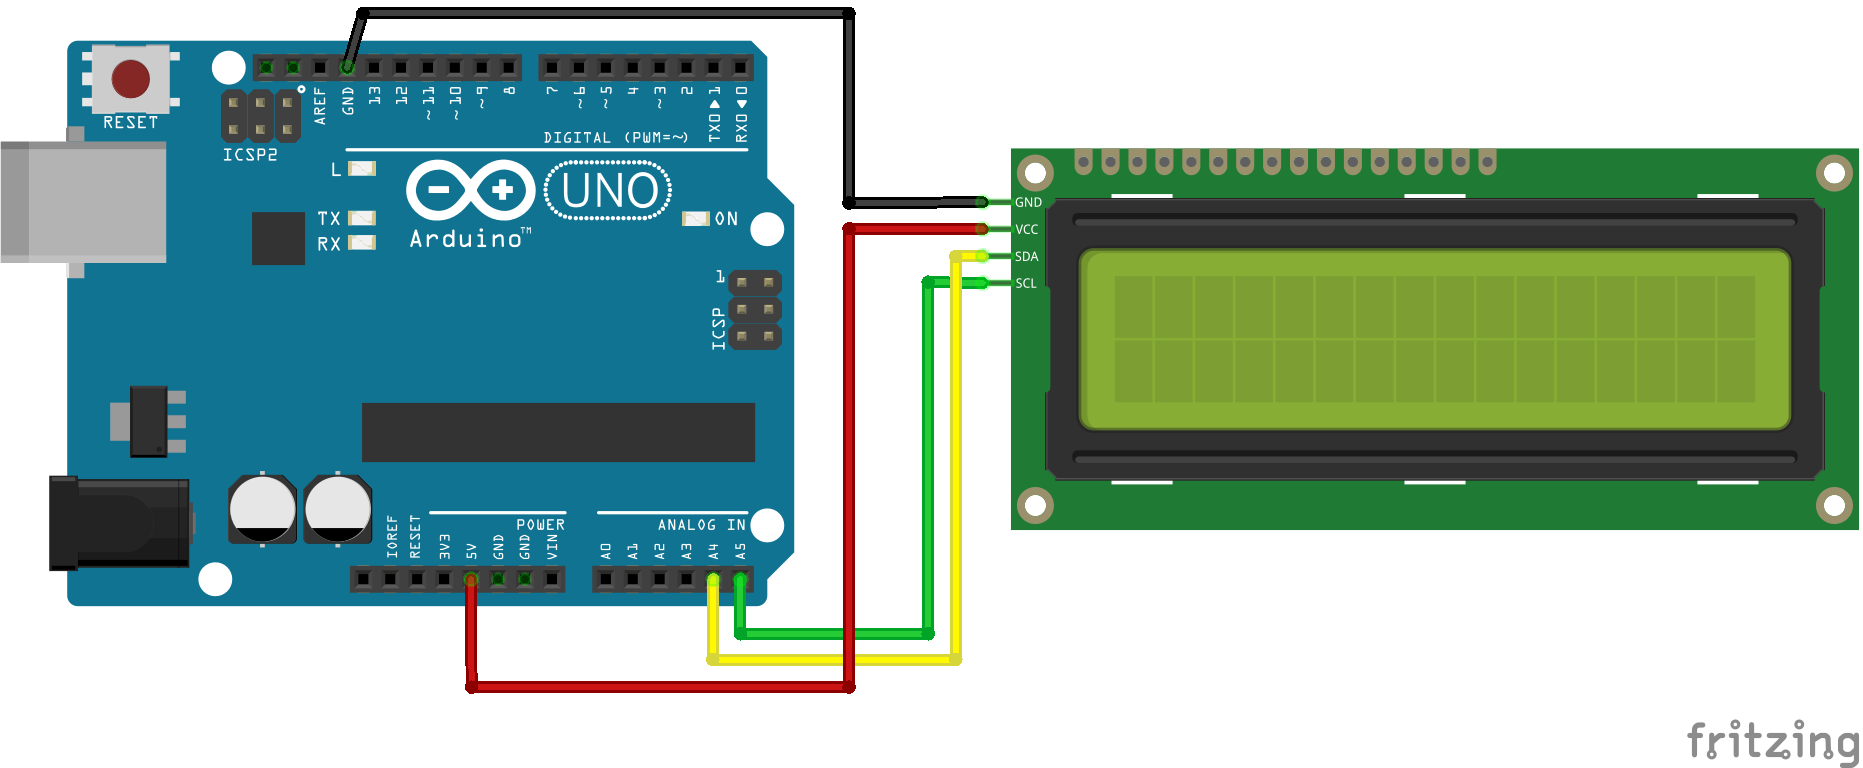 RESET
ICSP2
AREF
GND
13
12
~11
~10
~9
8
7
~6
~5
4
~3
2
TX0▶1
RX0◀0
DIGITAL (PWM=~)
L
TX
RX
UNO
Arduino™
ON
1
ICSP
IOREF
RESET
3V3
5V
GND
GND
VIN
POWER
ANALOG IN
A0
A1
A2
A3
A4
A5
GND
VCC
SDA
SCL
fritzing